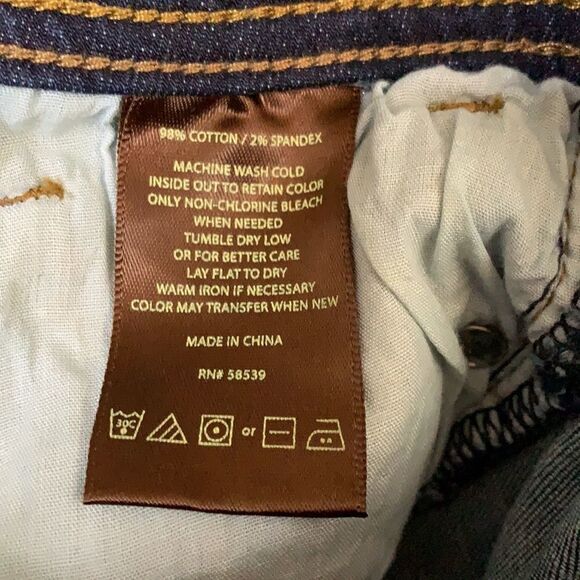 98% COTTON / 2% SPANDEX
MACHINE WASH COLD
INSIDE OUT TO RETAIN COLOR
ONLY NON-CHLORINE BLEACH
WHEN NEEDED
TUMBLE DRY LOW
OR FOR BETTER CARE
LAY FLAT TO DRY
WARM IRON IF NECESSARY
COLOR MAY TRANSFER WHEN NEW
MADE IN CHINA
RN# 58539
30C or